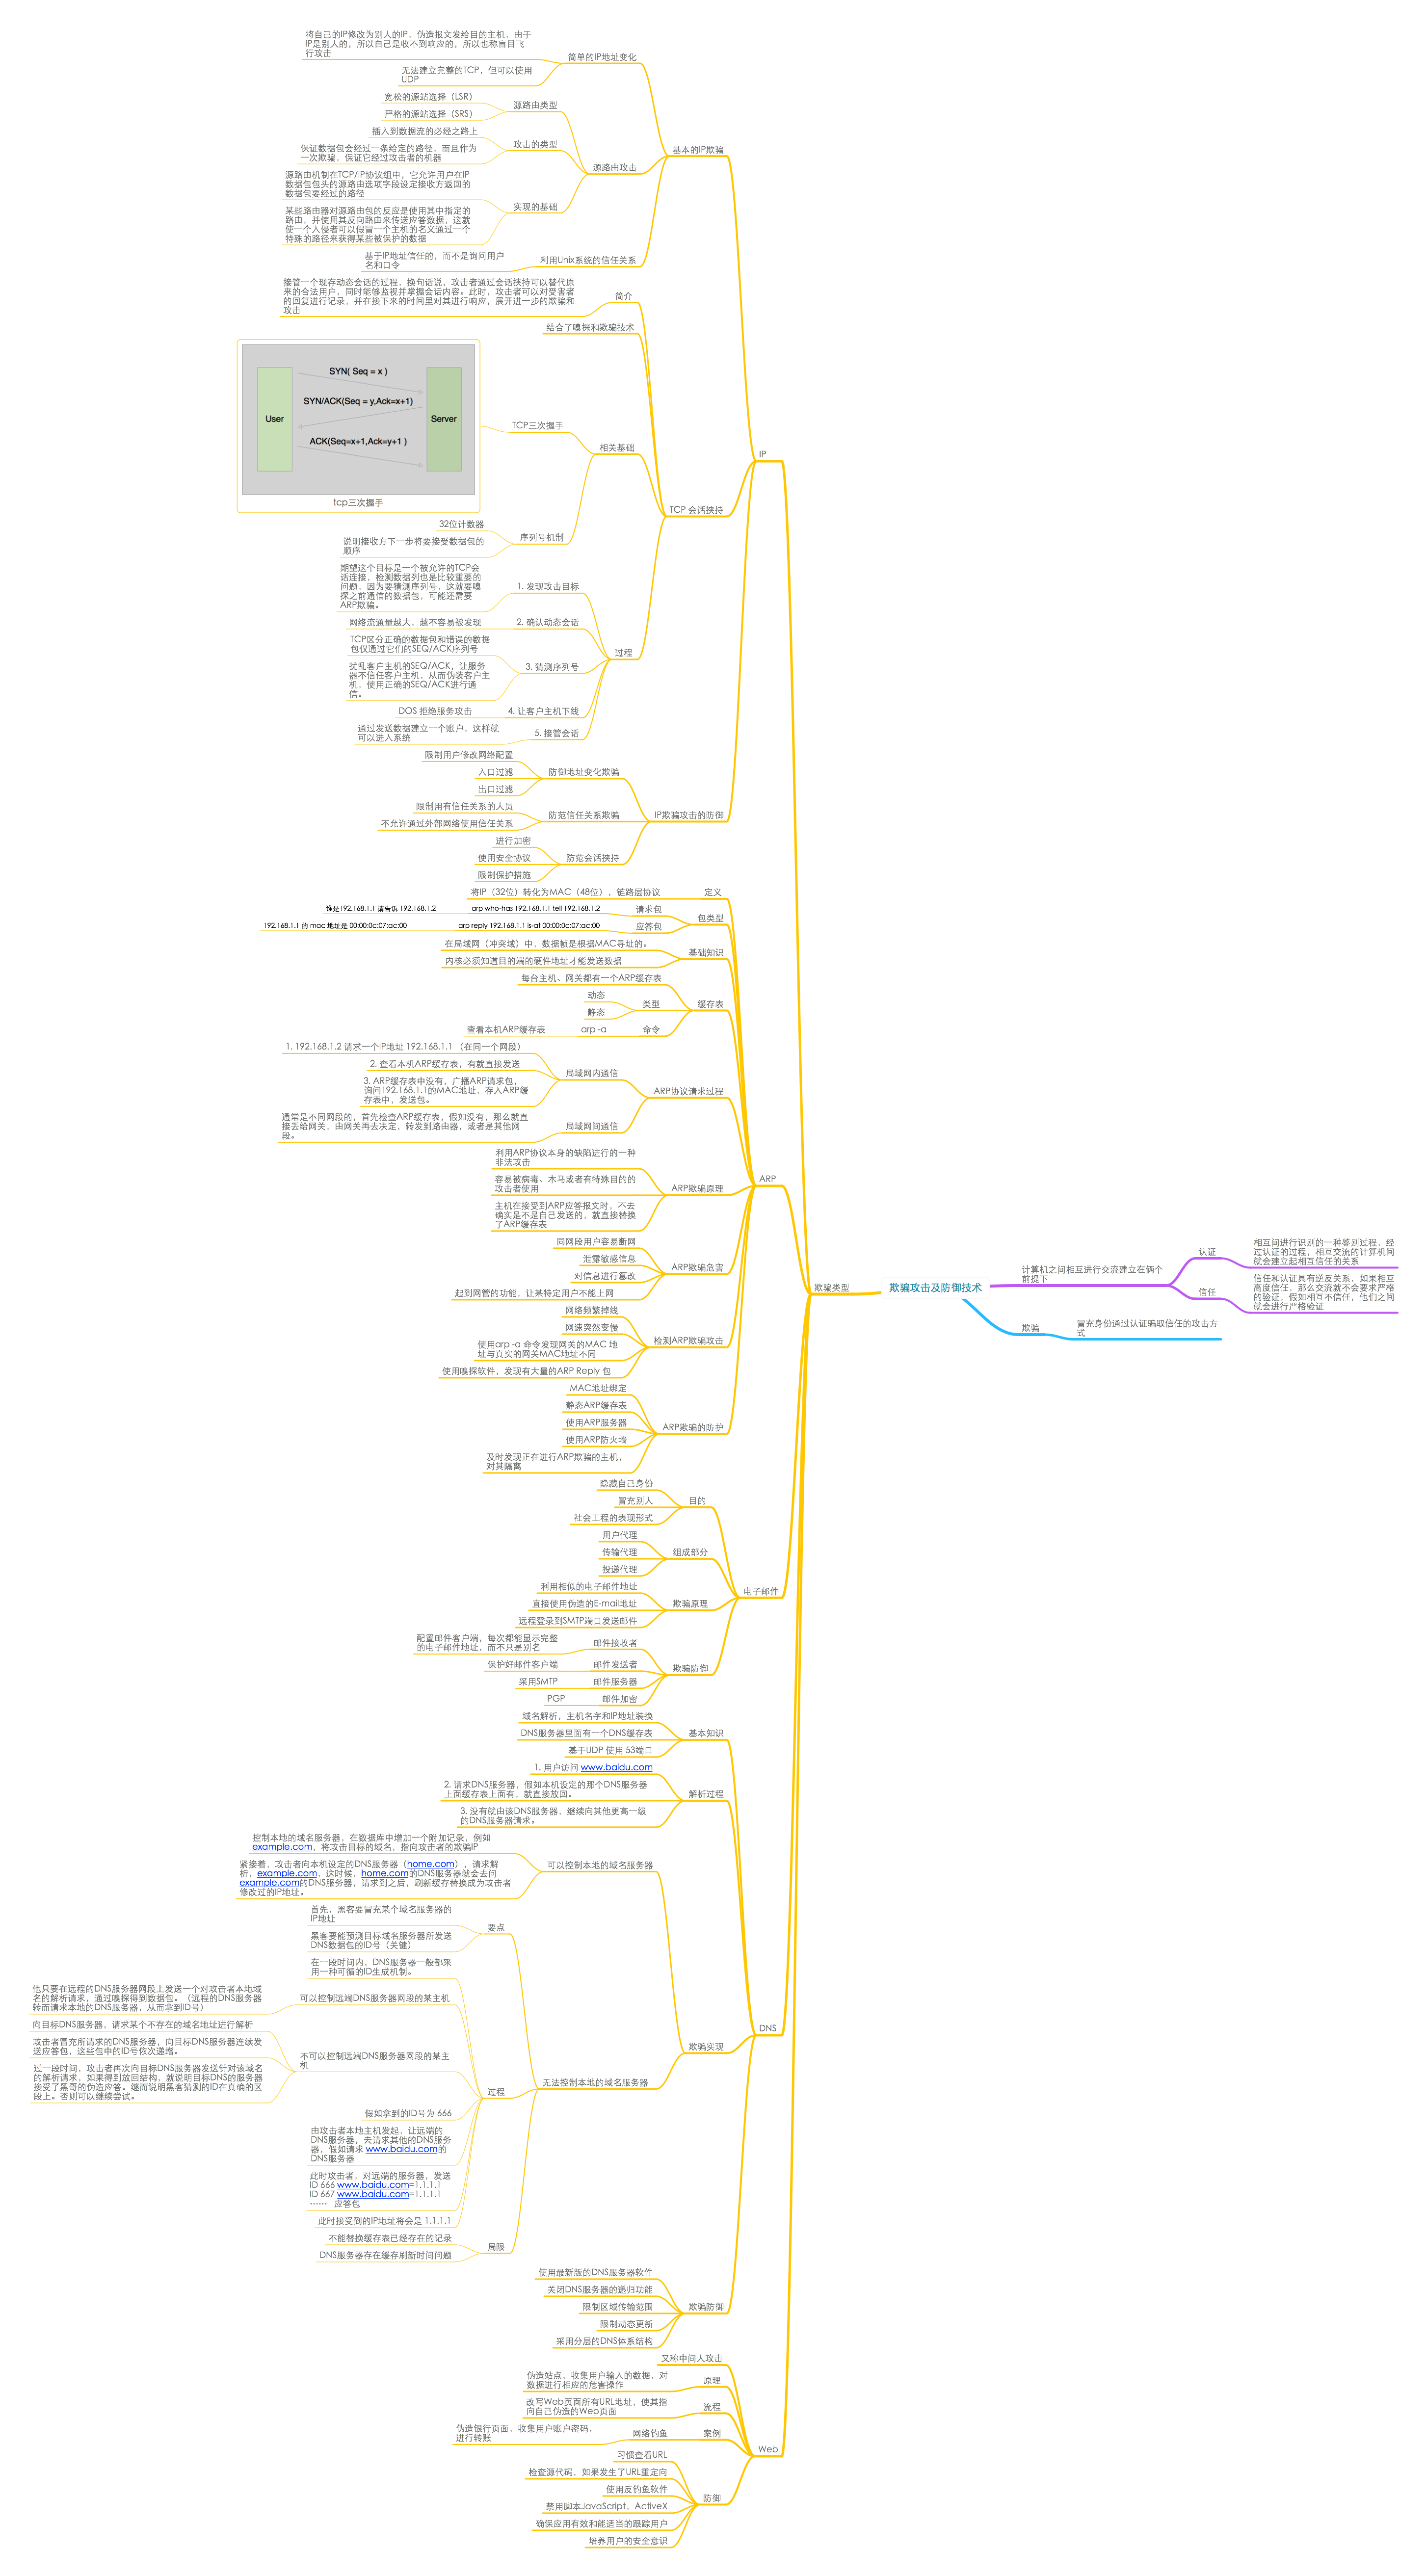 将自己的IP修改为别人的IP，伪造报文发给目的主机，由于
IP是别人的，所以自己是收不到响应的，所以也称盲目飞
行攻击
简单的IP地址变化
无法建立完整的TCP，但可以使用
UDP
宽松的源站选择（LSR）
源路由类型
严格的源站选择（SRS）
插入到数据流的必经之路上
攻击的类型
保证数据包会经过一条给定的路径，而且作为
一次欺骗，保证它经过攻击者的机器
基本的IP欺骗
源路由攻击
源路由机制在TCP/IP协议组中，它允许用户在IP
数据包包头的源路由选项字段设定接收方返回的
数据包要经过的路径
实现的基础
某些路由器对源路由包的反应是使用其中指定的
路由，并使用其反向路由来传送应答数据，这就
使一个入侵者可以假冒一个主机的名义通过一个
特殊的路径来获得某些被保护的数据
基于IP地址信任的，而不是询问用户
名和口令
利用Unix系统的信任关系
接管一个现存动态会话的过程，换句话说，攻击者通过会话挟持可以替代原
来的合法用户，同时能够监视并掌握会话内容。此时，攻击者可以对受害者
的回复进行记录，并在接下来的时间里对其进行响应，展开进一步的欺骗和
攻击
简介
结合了嗅探和欺骗技术
SYN( Seq = x )
SYN/ACK(Seq = y,Ack=x+1)
User
Server
ACK(Seq=x+1,Ack=y+1 )
tcp三次握手
TCP三次握手
相关基础
IP
TCP 会话挟持
32位计数器
序列号机制
说明接收方下一步将要接受数据包的
顺序
期望这个目标是一个被允许的TCP会
话连接，检测数据列也是比较重要的
问题，因为要猜测序列号，这就要嗅
探之前通信的数据包，可能还需要
ARP欺骗。
1. 发现攻击目标
网络流通量越大，越不容易被发现
2. 确认动态会话
TCP区分正确的数据包和错误的数据
包仅通过它们的SEQ/ACK序列号
过程
3. 猜测序列号
扰乱客户主机的SEQ/ACK，让服务
器不信任客户主机，从而伪装客户主
机，使用正确的SEQ/ACK进行通
信。
DOS 拒绝服务攻击
4. 让客户主机下线
通过发送数据建立一个账户，这样就
可以进入系统
5. 接管会话
限制用户修改网络配置
入口过滤
防御地址变化欺骗
出口过滤
限制用有信任关系的人员
防范信任关系欺骗
IP欺骗攻击的防御
不允许通过外部网络使用信任关系
进行加密
使用安全协议
防范会话挟持
限制保护措施
将IP（32位）转化为MAC（48位），链路层协议
定义
谁是192.168.1.1 请告诉 192.168.1.2
arp who-has 192.168.1.1 tell 192.168.1.2
请求包
包类型
192.168.1.1 的 mac 地址是 00:00:0c:07:ac:00
arp reply 192.168.1.1 is-at 00:00:0c:07:ac:00
应答包
在局域网（冲突域）中，数据帧是根据MAC寻址的。
基础知识
内核必须知道目的端的硬件地址才能发送数据
每台主机、网关都有一个ARP缓存表
动态
类型
缓存表
静态
查看本机ARP缓存表
arp -a
命令
1. 192.168.1.2 请求一个IP地址 192.168.1.1 （在同一个网段）
2. 查看本机ARP缓存表，有就直接发送
局域网内通信
3. ARP缓存表中没有，广播ARP请求包，
询问192.168.1.1的MAC地址，存入ARP缓
存表中，发送包。
ARP协议请求过程
通常是不同网段的，首先检查ARP缓存表，假如没有，那么就直
接丢给网关，由网关再去决定，转发到路由器，或者是其他网
段。
局域网间通信
利用ARP协议本身的缺陷进行的一种
非法攻击
ARP
容易被病毒、木马或者有特殊目的的
攻击者使用
ARP欺骗原理
主机在接受到ARP应答报文时，不去
确实是不是自己发送的，就直接替换
了ARP缓存表
同网段用户容易断网
泄露敏感信息
ARP欺骗危害
对信息进行篡改
起到网管的功能，让某特定用户不能上网
网络频繁掉线
网速突然变慢
检测ARP欺骗攻击
使用arp -a 命令发现网关的MAC 地
址与真实的网关MAC地址不同
使用嗅探软件，发现有大量的ARP Reply 包
MAC地址绑定
静态ARP缓存表
使用ARP服务器
ARP欺骗的防护
使用ARP防火墙
及时发现正在进行ARP欺骗的主机，
对其隔离
欺骗类型
欺骗攻击及防御技术
计算机之间相互进行交流建立在俩个
前提下
认证
相互间进行识别的一种鉴别过程，经
过认证的过程，相互交流的计算机间
就会建立起相互信任的关系
信任
信任和认证具有逆反关系，如果相互
高度信任，那么交流就不会要求严格
的验证，假如相互不信任，他们之间
就会进行严格验证
欺骗
冒充身份通过认证骗取信任的攻击方
式
隐藏自己身份
冒充别人
目的
社会工程的表现形式
用户代理
传输代理
组成部分
投递代理
电子邮件
利用相似的电子邮件地址
直接使用伪造的E-mail地址
欺骗原理
远程登录到SMTP端口发送邮件
配置邮件客户端，每次都能显示完整
的电子邮件地址，而不只是别名
邮件接收者
保护好邮件客户端
邮件发送者
欺骗防御
采用SMTP
邮件服务器
PGP
邮件加密
域名解析，主机名字和IP地址装换
DNS服务器里面有一个DNS缓存表
基本知识
基于UDP 使用 53端口
1. 用户访问 www.baidu.com
2. 请求DNS服务器，假如本机设定的那个DNS服务器
上面缓存表上面有，就直接放回。
解析过程
3. 没有就由该DNS服务器，继续向其他更高一级
的DNS服务器请求。
控制本地的域名服务器，在数据库中增加一个附加记录，例如
example.com，将攻击目标的域名，指向攻击者的欺骗IP
可以控制本地的域名服务器
紧接着，攻击者向本机设定的DNS服务器（home.com），请求解
析，example.com，这时候，home.com的DNS服务器就会去问
example.com的DNS服务器，请求到之后，刷新缓存替换成为攻击者
修改过的IP地址。
首先，黑客要冒充某个域名服务器的
IP地址
要点
黑客要能预测目标域名服务器所发送
DNS数据包的ID号（关键）
在一段时间内，DNS服务器一般都采
用一种可循的ID生成机制。
他只要在远程的DNS服务器网段上发送一个对攻击者本地域
名的解析请求，通过嗅探得到数据包。（远程的DNS服务器
转而请求本地的DNS服务器，从而拿到ID号）
可以控制远端DNS服务器网段的某主机
向目标DNS服务器，请求某个不存在的域名地址进行解析
攻击者冒充所请求的DNS服务器，向目标DNS服务器连续发
送应答包，这些包中的ID号依次递增。
不可以控制远端DNS服务器网段的某主
机
过一段时间，攻击者再次向目标DNS服务器发送针对该域名
的解析请求，如果得到放回结构，就说明目标DNS的服务器
接受了黑哥的伪造应答。继而说明黑客猜测的ID在真确的区
段上。否则可以继续尝试。
DNS
欺骗实现
无法控制本地的域名服务器
过程
假如拿到的ID号为 666
由攻击者本地主机发起，让远端的
DNS服务器，去请求其他的DNS服务
器，假如请求 www.baidu.com的
DNS服务器
此时攻击者，对远端的服务器，发送
ID 666 www.baidu.com=1.1.1.1
ID 667 www.baidu.com=1.1.1.1
------ 应答包
此时接受到的IP地址将会是 1.1.1.1
不能替换缓存表已经存在的记录
局限
DNS服务器存在缓存刷新时间问题
使用最新版的DNS服务器软件
关闭DNS服务器的递归功能
限制区域传输范围
欺骗防御
限制动态更新
采用分层的DNS体系结构
又称中间人攻击
伪造站点，收集用户输入的数据，对
数据进行相应的危害操作
原理
改写Web页面所有URL地址，使其指
向自己伪造的Web页面
流程
伪造银行页面，收集用户账户密码，
进行转账
网络钓鱼
案例
Web
习惯查看URL
检查源代码，如果发生了URL重定向
使用反钓鱼软件
防御
禁用脚本JavaScript，ActiveX
确保应用有效和能适当的跟踪用户
培养用户的安全意识